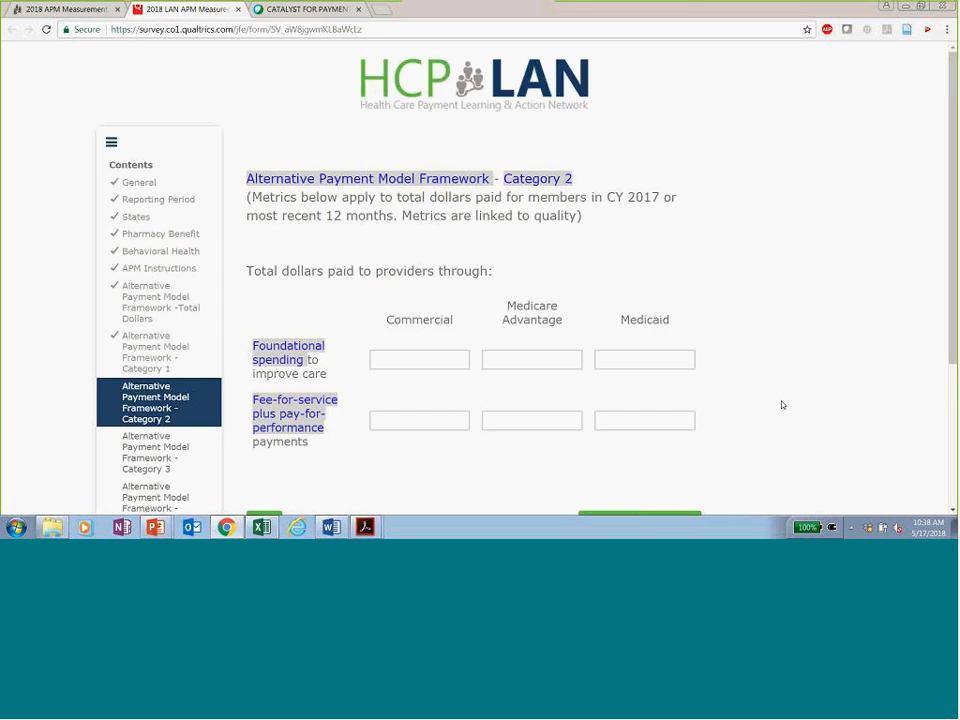 2018 APM Measurement
2018 LAN APM Measure
CATALYST FOR PAYMEN
Secure
https://survey.co1.qualtrics.com/jfe/form/SV_aW8jgwmKLBaWcLz
HCP LAN
Health Care Payment Learning & Action Network
Contents
General
Reporting Period
States
Pharmacy Benefit
Behavioral Health
APM Instructions
Alternative
Payment Model
Framework -Total
Dollars
Alternative
Payment Model
Framework -
Category 1
Alternative
Payment Model
Framework -
Category 2
Alternative
Payment Model
Framework -
Category 3
Alternative
Payment Model
Framework -
Alternative Payment Model Framework - Category 2
(Metrics below apply to total dollars paid for members in CY 2017 or
most recent 12 months. Metrics are linked to quality)
Total dollars paid to providers through:
Commercial
Medicare
Advantage
Medicaid
Foundational
spending to
improve care
Fee-for-service
plus pay-for-
performance
payments
100%
10:38 AM
5/17/2018